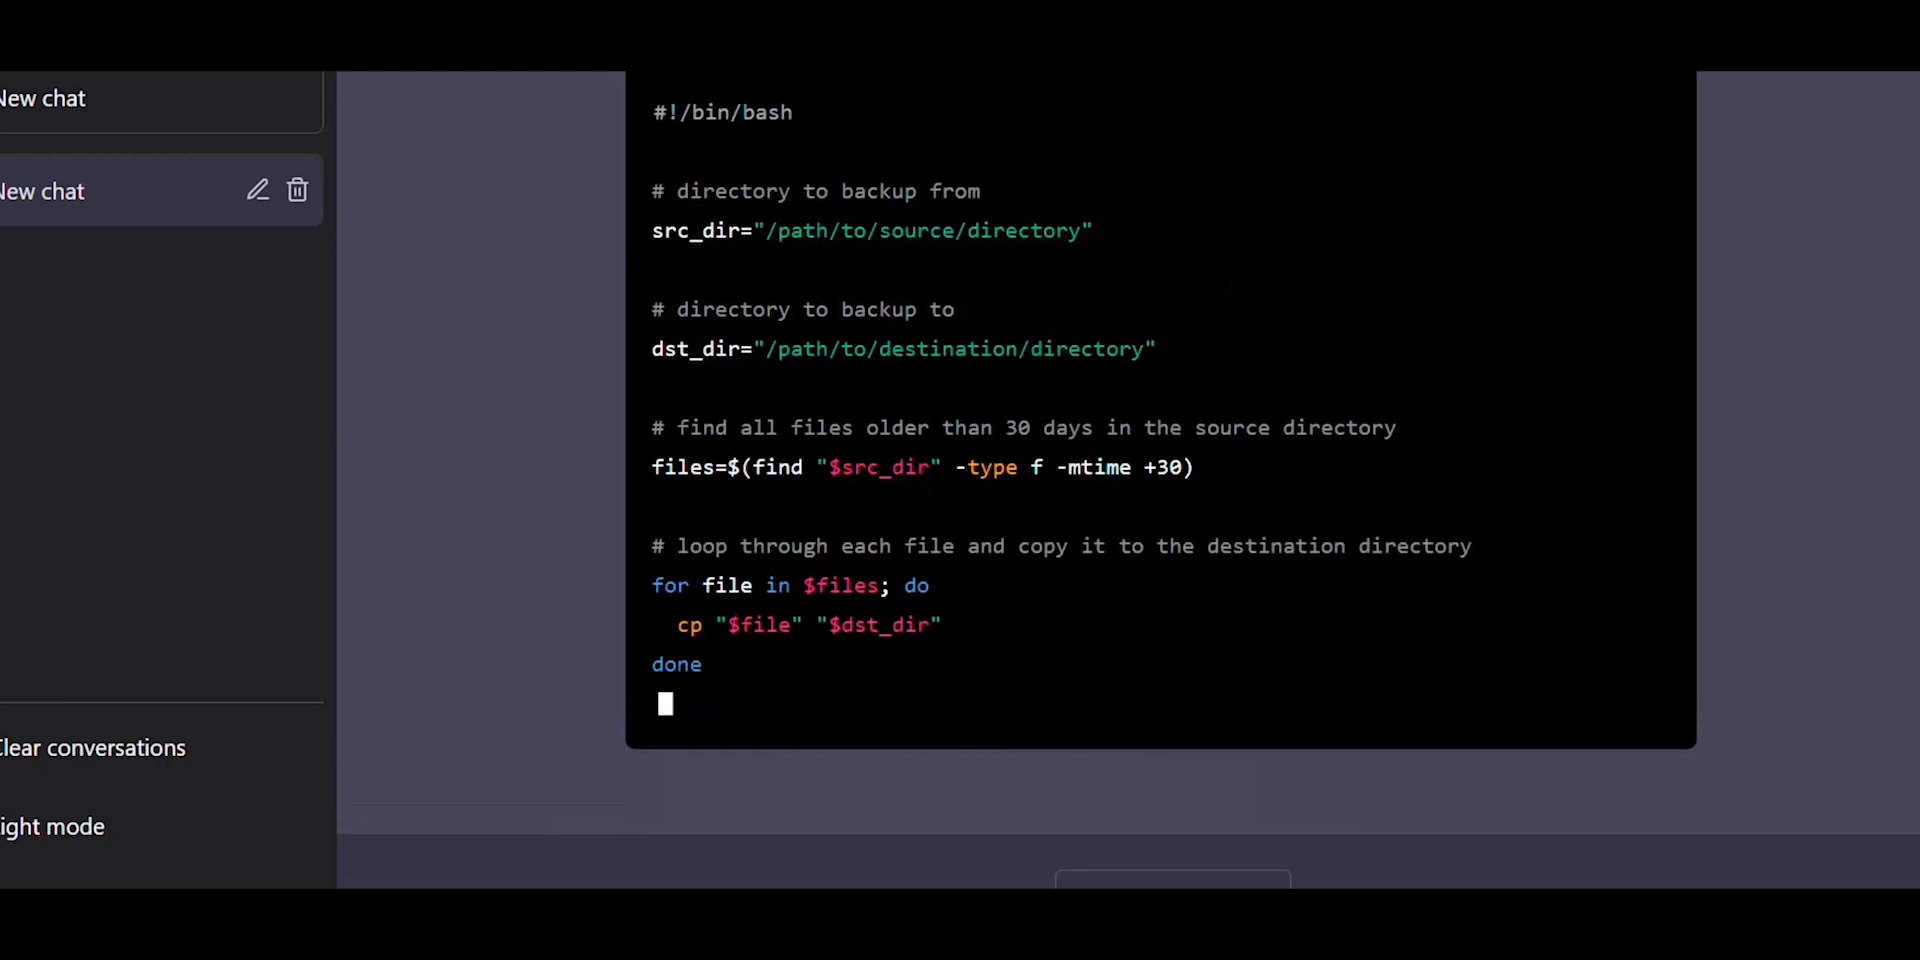 New chat
New chat
Clear conversations
ight mode
#!/bin/bash
# directory to backup from
src_dir="/path/to/source/directory"
# directory to backup to
dst_dir="/path/to/destination/directory"
# find all files older than 30 days in the source directory
files=$(find "$src_dir" -type f -mtime +30)
# loop through each file and copy it to the destination directory
for file in $files; do
  cp "$file" "$dst_dir"
done